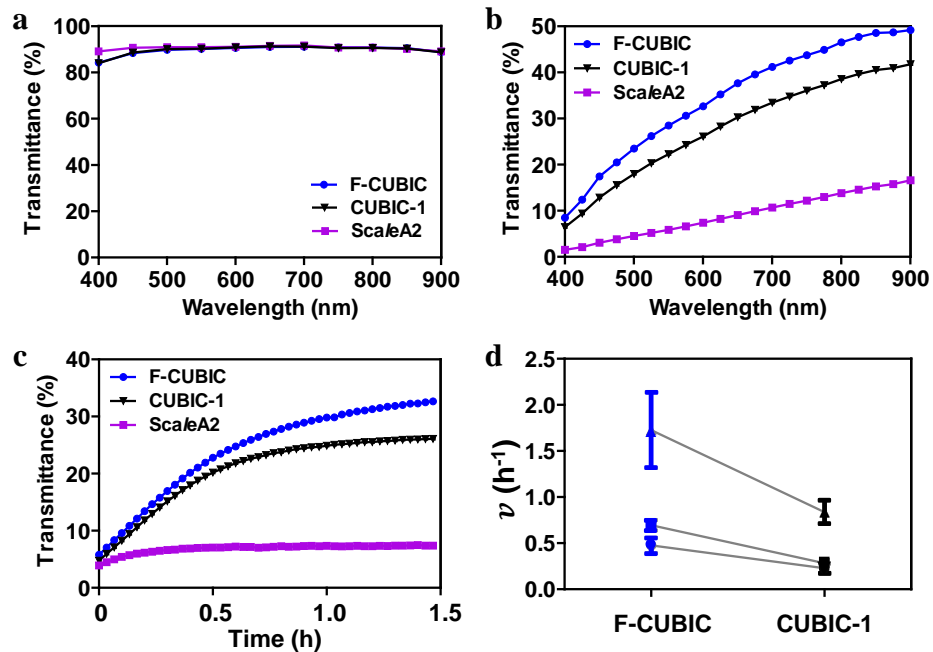 a
Transmittance (%)
100
80
60
40
20
0
F-CUBIC
CUBIC-1
ScaleA2
400 500 600 700 800 900
Wavelength (nm)
b
Transmittance (%)
50
40
30
20
10
0
F-CUBIC
CUBIC-1
ScaleA2
400 500 600 700 800 900
Wavelength (nm)
c
Transmittance (%)
40
30
20
10
0
F-CUBIC
CUBIC-1
ScaleA2
0 0.5 1.0 1.5
Time (h)
d
v (h⁻¹)
2.5
2.0
1.5
1.0
0.5
0.0
F-CUBIC CUBIC-1